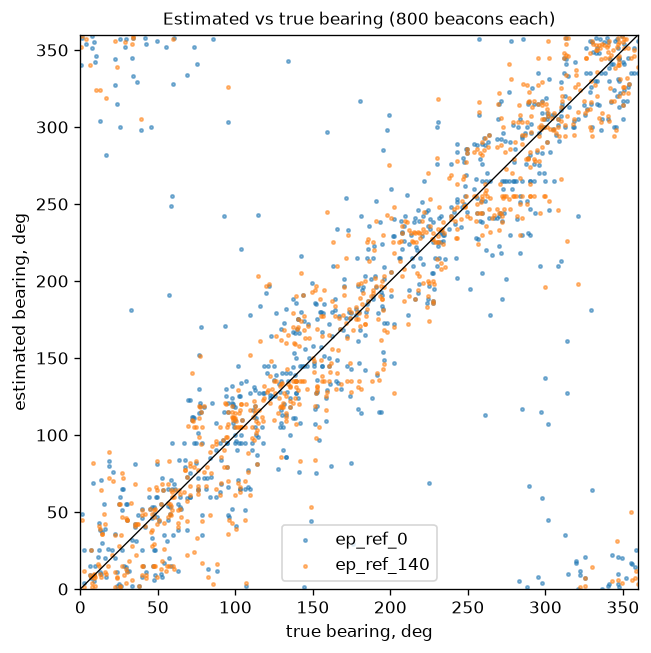 Estimated vs true bearing (800 beacons each)
estimated bearing, deg
350
300
250
200
150
100
50
0
ep_ref_0
ep_ref_140
0 50 100 150 200 250 300 350
true bearing, deg